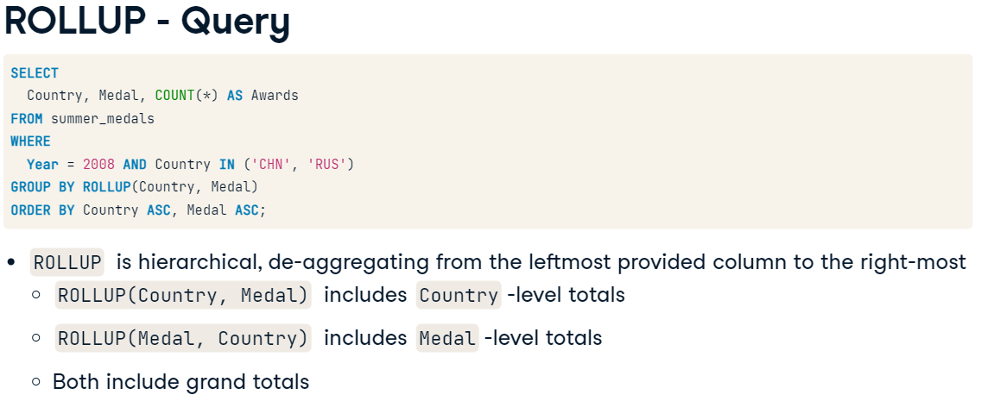 ROLLUP - Query
SELECT
Country, Medal, COUNT(*) AS Awards
FROM summer_medals
WHERE
Year = 2008 AND Country IN ('CHN', 'RUS')
GROUP BY ROLLUP(Country, Medal)
ORDER BY Country ASC, Medal ASC;
• ROLLUP is hierarchical, de-aggregating from the leftmost provided column to the right-most
○ ROLLUP(Country, Medal) includes Country -level totals
○ ROLLUP(Medal, Country) includes Medal -level totals
○ Both include grand totals